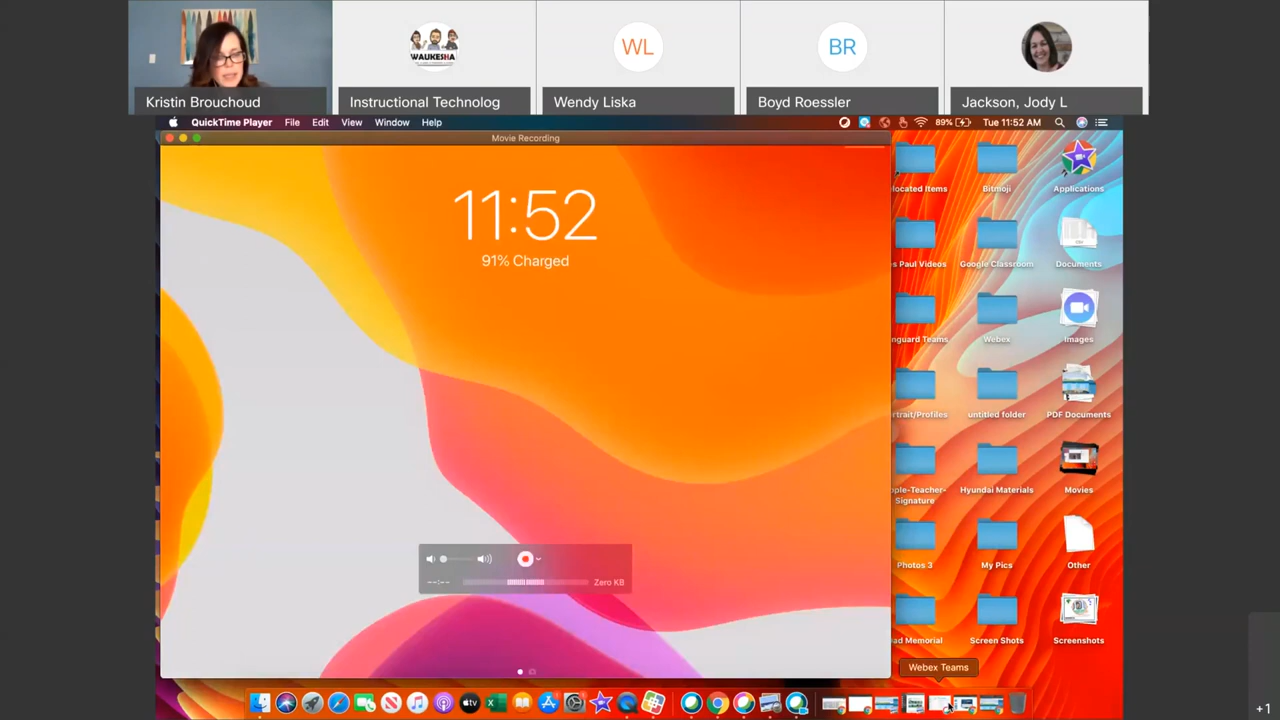 WAUKESHA
WL
BR
Kristin Brouchoud
Instructional Technolog
Wendy Liska
Boyd Roessler
Jackson, Jody L
QuickTime Player File Edit View Window Help
89% Tue 11:52 AM
Movie Recording
11:52
91% Charged
--:--
Zero KB
located Items
Bitmoji
Applications
s Paul Videos
Google Classroom
Documents
nguard Teams
Webex
Images
rtrait/Profiles
untitled folder
PDF Documents
ple-Teacher-
Signature
Hyundai Materials
Movies
Photos 3
My Pics
Other
ad Memorial
Screen Shots
Screenshots
Webex Teams
tv
+1